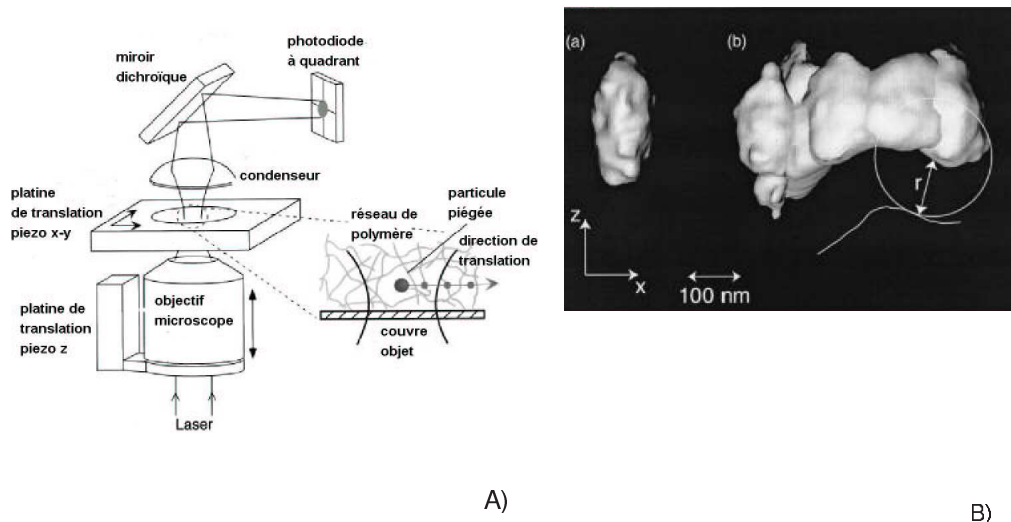 miroir
dichroïque
photodiode
à quadrant
condenseur
platine
de translation
piezo x-y
particule
piégée
réseau de
polymère
direction de
translation
platine de
translation
piezo z
objectif
microscope
couvre
objet
Laser
A)
(a)
(b)
r
z
x
100 nm
B)